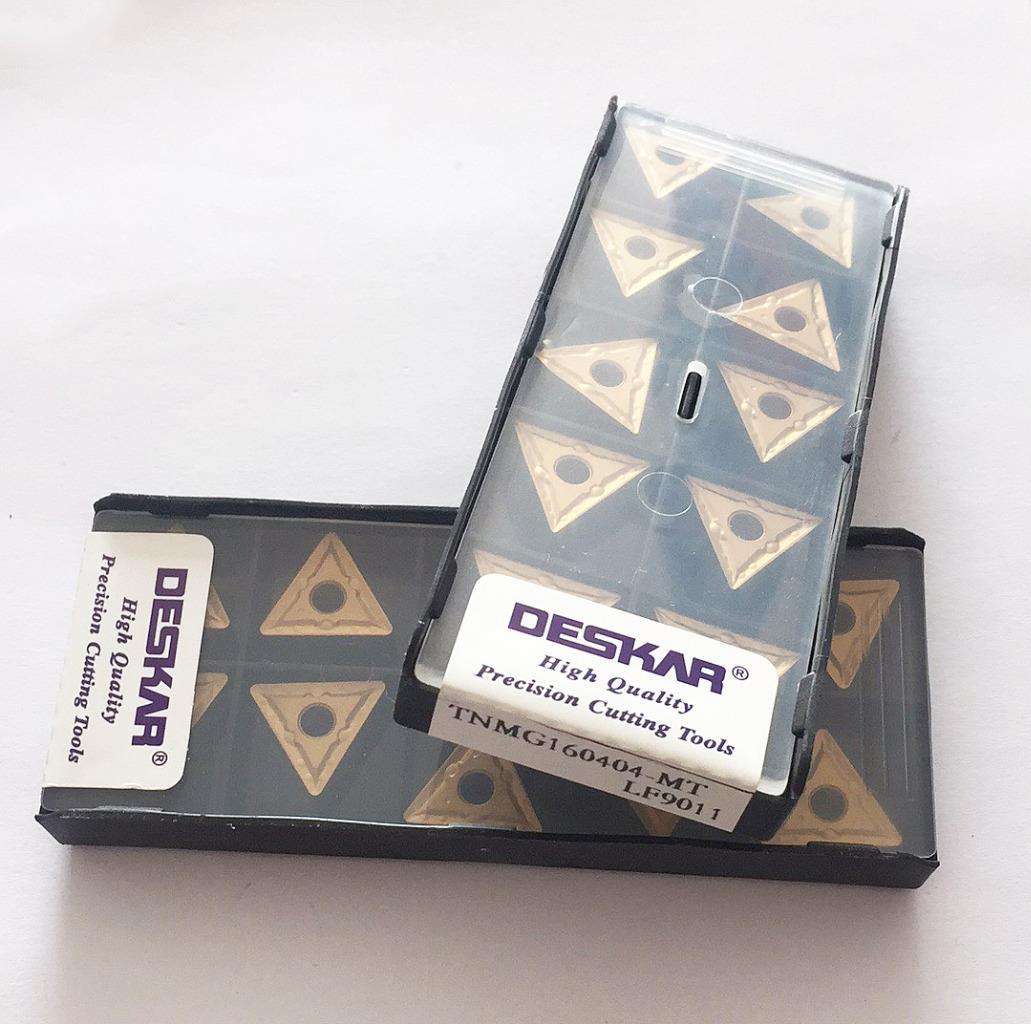 DESKAR®
High Quality
Precision Cutting Tools
TNMG160404-MT
LF9011
DESKAR®
High Quality
Precision Cutting Tools